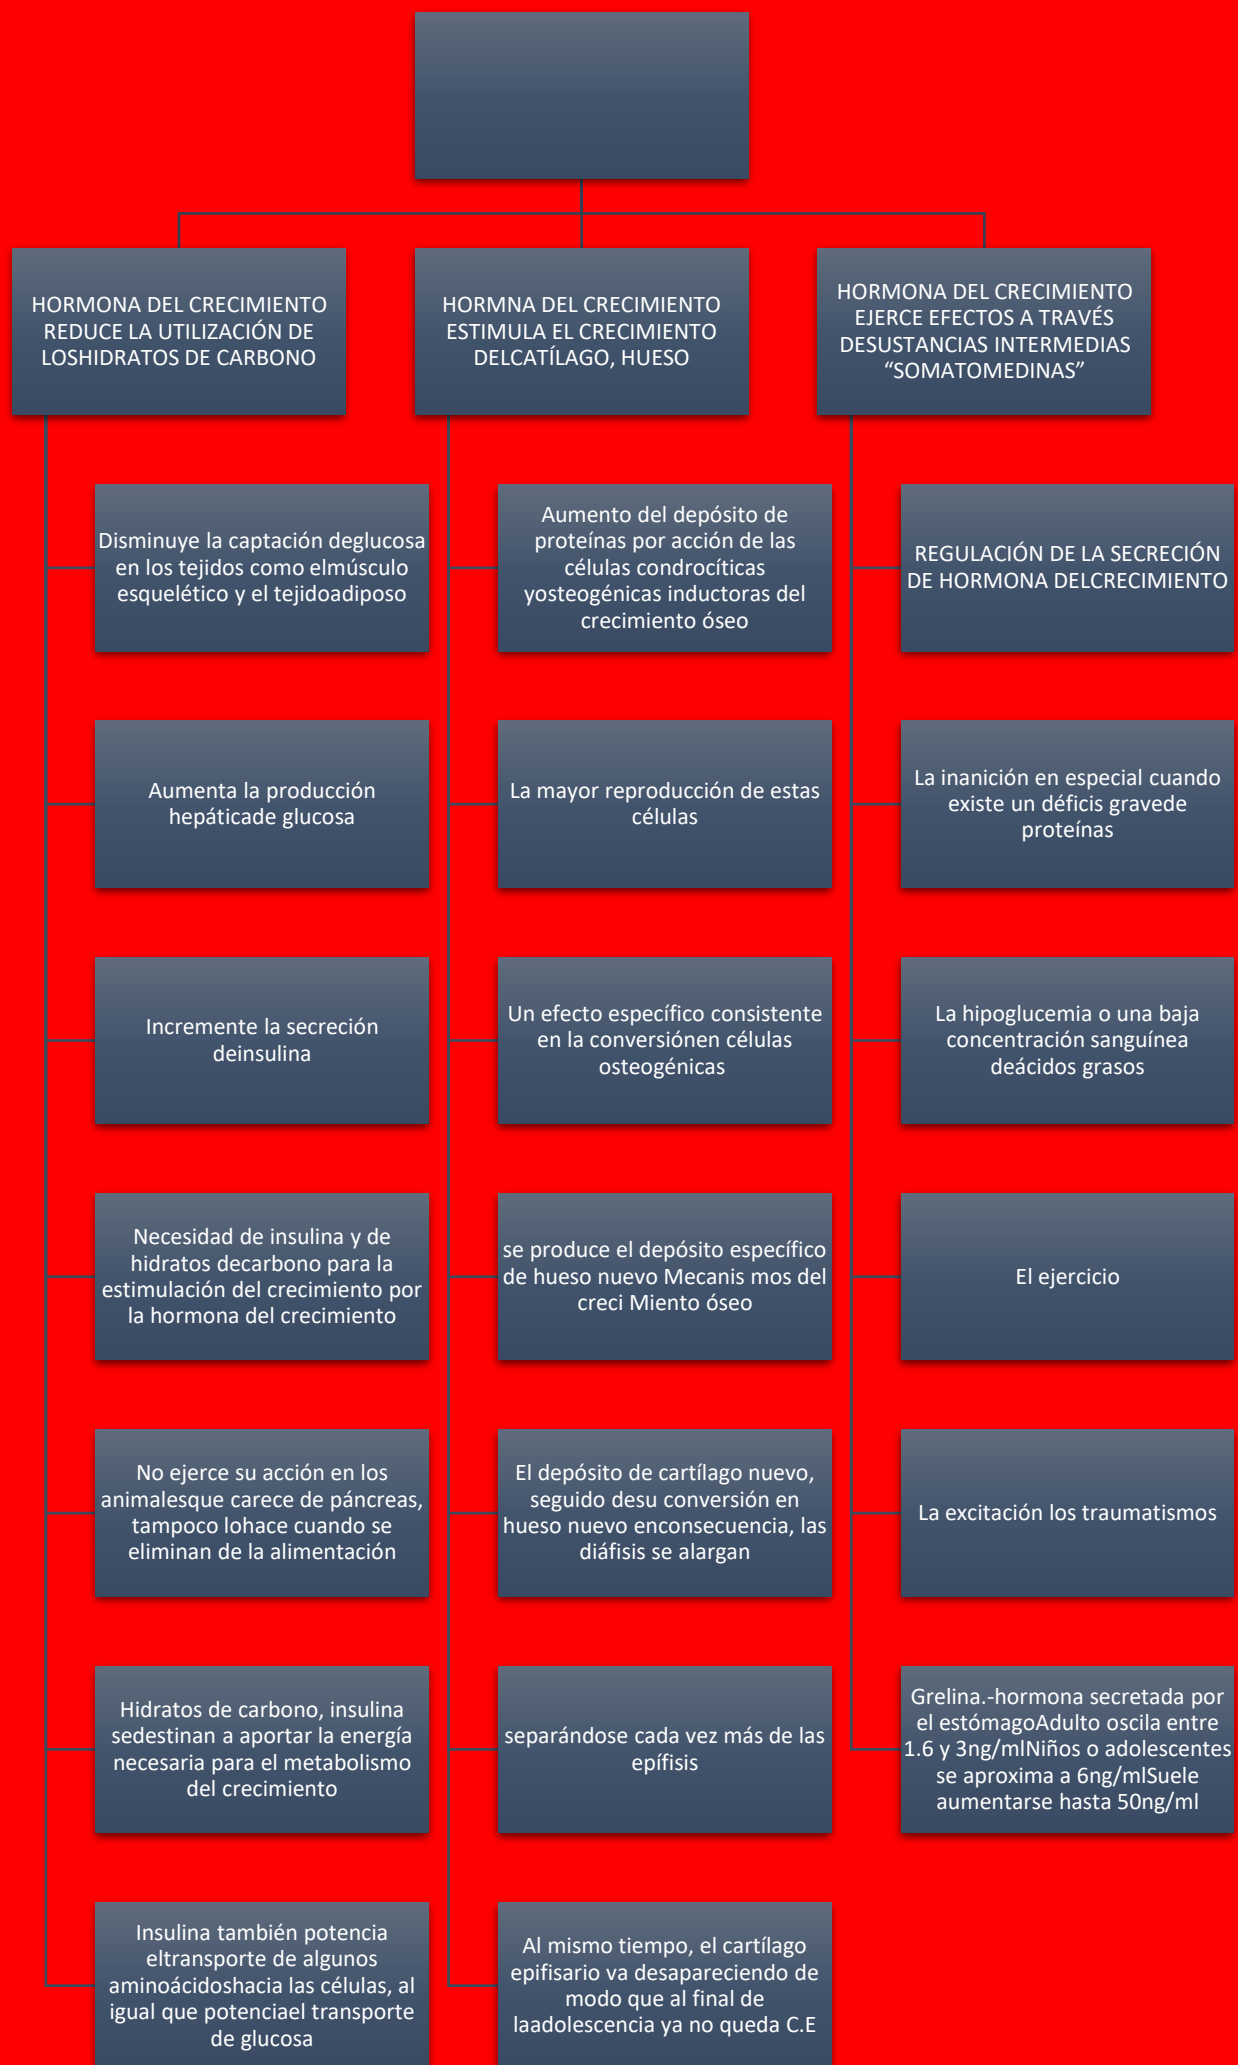 HORMONA DEL CRECIMIENTO
REDUCE LA UTILIZACIÓN DE
LOSHIDRATOS DE CARBONO
HORMNA DEL CRECIMIENTO
ESTIMULA EL CRECIMIENTO
DELCATÍLAGO, HUESO
HORMONA DEL CRECIMIENTO
EJERCE EFECTOS A TRAVÉS
DESUSTANCIAS INTERMEDIAS
“SOMATOMEDINAS”
Disminuye la captación deglucosa
en los tejidos como elmúsculo
esquelético y el tejidoadiposo
Aumenta la producción
hepáticade glucosa
Incremente la secreción
deinsulina
Necesidad de insulina y de
hidratos decarbono para la
estimulación del crecimiento por
la hormona del crecimiento
No ejerce su acción en los
animalesque carece de páncreas,
tampoco lohace cuando se
eliminan de la alimentación
Hidratos de carbono, insulina
sedestinan a aportar la energía
necesaria para el metabolismo
del crecimiento
Insulina también potencia
eltransporte de algunos
aminoácidoshacia las células, al
igual que potenciael transporte
de glucosa
Aumento del depósito de
proteínas por acción de las
células condrocíticas
yosteogénicas inductoras del
crecimiento óseo
La mayor reproducción de estas
células
Un efecto específico consistente
en la conversiónen células
osteogénicas
se produce el depósito específico
de hueso nuevo Mecanis mos del
creci Miento óseo
El depósito de cartílago nuevo,
seguido desu conversión en
hueso nuevo enconsecuencia, las
diáfisis se alargan
separándose cada vez más de las
epífisis
Al mismo tiempo, el cartílago
epifisario va desapareciendo de
modo que al final de
laadolescencia ya no queda C.E
REGULACIÓN DE LA SECRECIÓN
DE HORMONA DELCRECIMIENTO
La inanición en especial cuando
existe un déficis gravede
proteínas
La hipoglucemia o una baja
concentración sanguínea
deácidos grasos
El ejercicio
La excitación los traumatismos
Grelina.-hormona secretada por
el estómagoAdulto oscila entre
1.6 y 3ng/mlNiños o adolescentes
se aproxima a 6ng/mlSuele
aumentarse hasta 50ng/ml